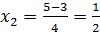 x₂ = (5−3)/4 = 1/2